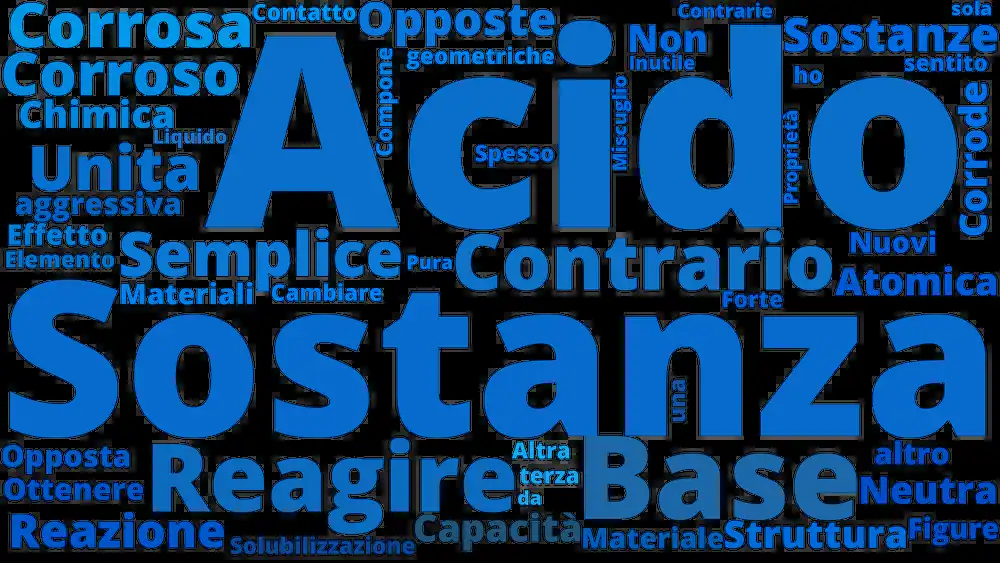 Corrosa
Contatto
Opposte
Contrarie
sola
Corroso
geometriche
Non
Sostanze
Inutile
sentito
Chimica
Liquido
Compone
Acido
ho
Miscuglio
Spesso
Proprietà
Corrode
Unita
aggressiva
Effetto
Elemento
Semplice
Pura
Contrario
Nuovi
Atomica
Materiali
Cambiare
Forte
Sostanza
una
Opposta
Reagire
Altra
Base
altro
Ottenere
terza
da
Neutra
Reazione
Solubilizzazione
Capacità
Materiale
Struttura
Figure